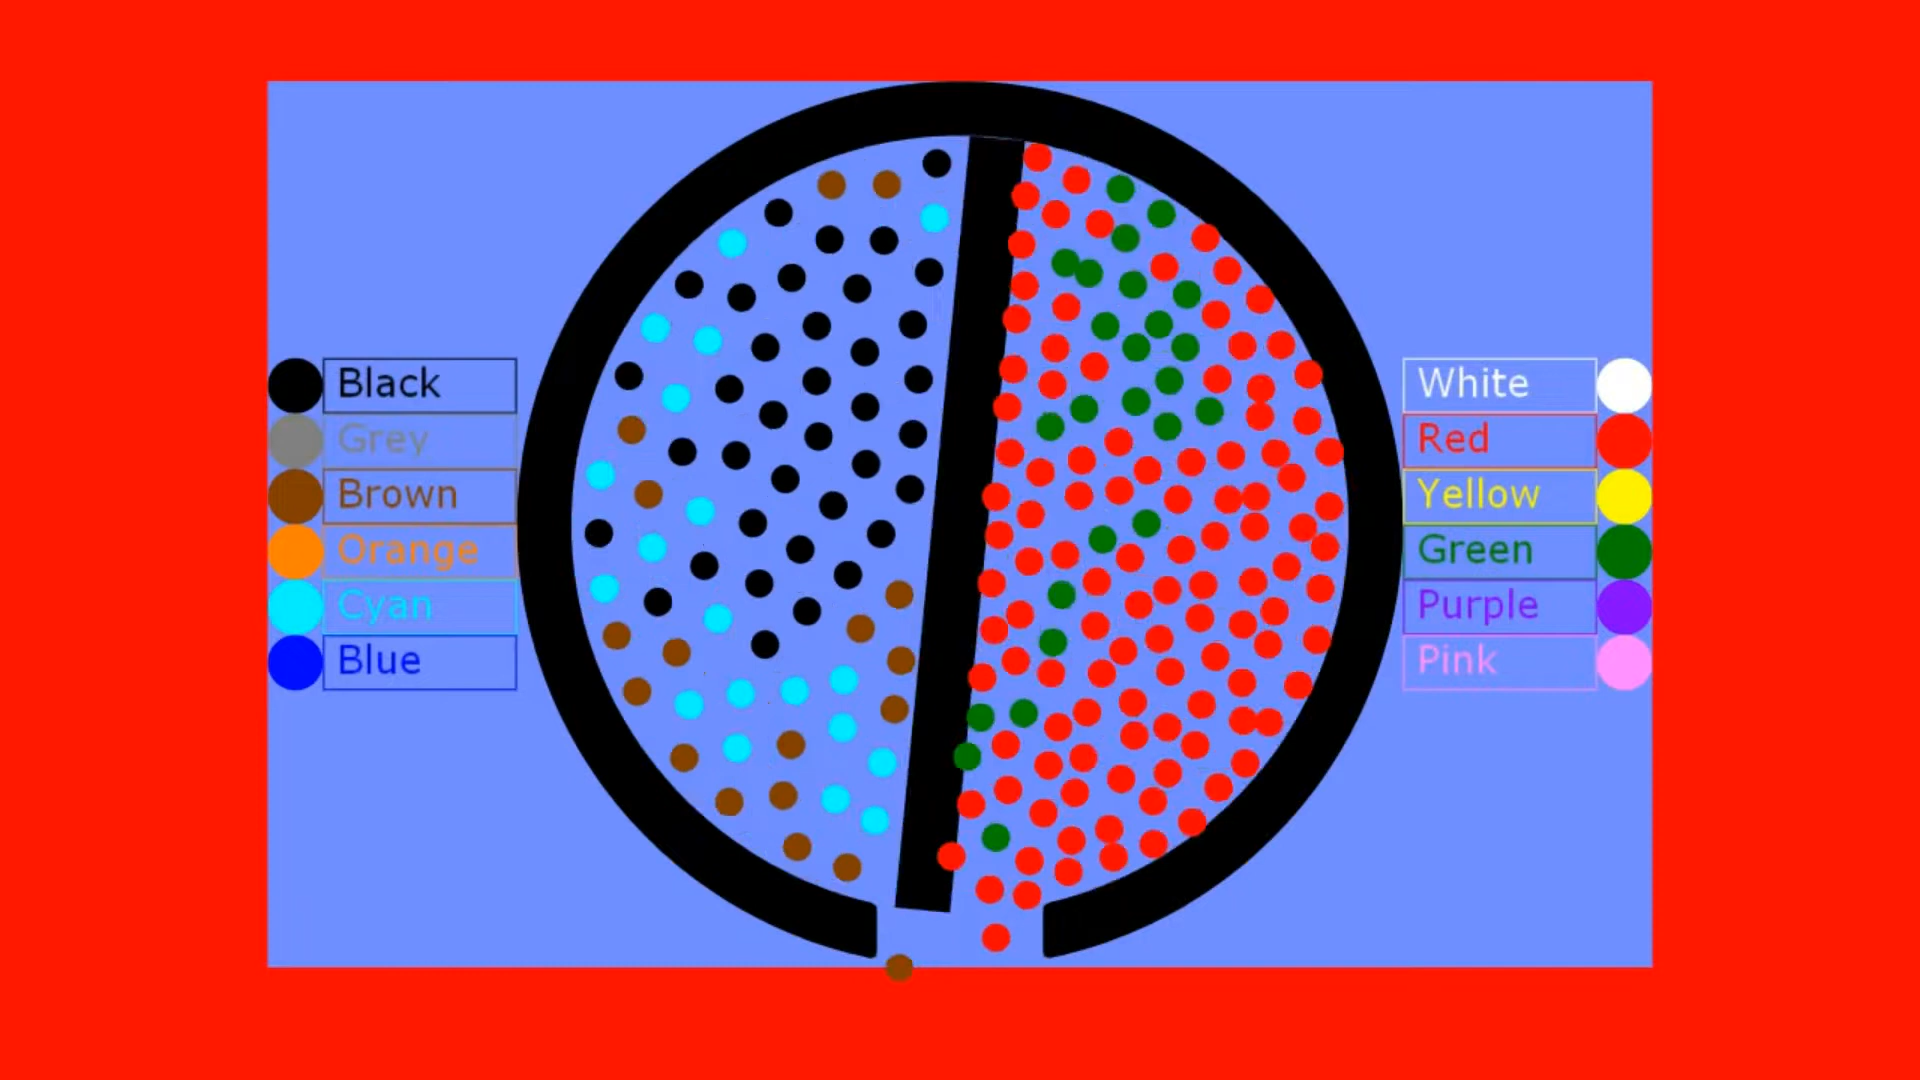 Black
Grey
Brown
Orange
Cyan
Blue
White
Red
Yellow
Green
Purple
Pink